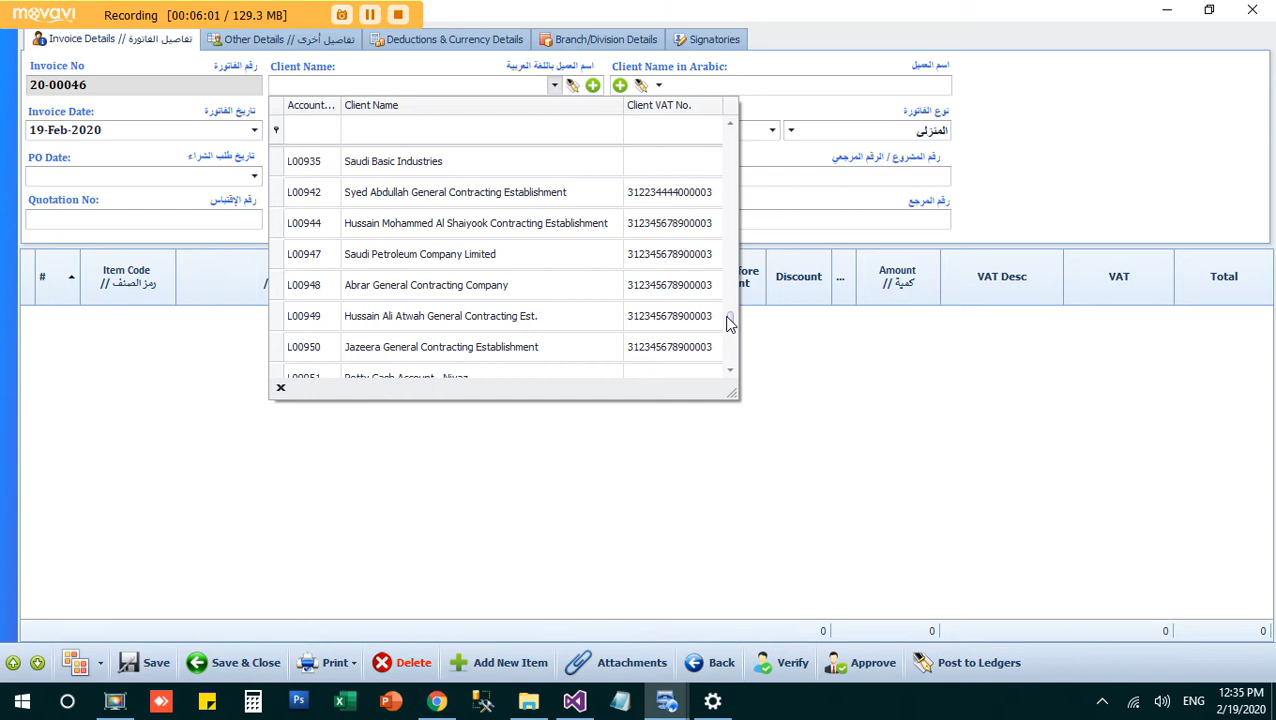 movavi Recording [00:06:01 / 129.3 MB]
Invoice Details // تفاصيل الفاتورة
Other Details // تفاصيل أخرى
Deductions & Currency Details
Branch/Division Details
Signatories
Invoice No رقم الفاتورة
20-00046
Client Name: اسم العميل باللغة العربية
Client Name in Arabic: اسم العميل
Invoice Date: تاريخ الفاتورة
19-Feb-2020
نوع الفاتورة
المنزلى
PO Date: تاريخ طلب الشراء
رقم المشروع / الرقم المرجعي
Quotation No: رقم الإقتباس
رقم المرجع
Account... Client Name Client VAT No.
L00935 Saudi Basic Industries
L00942 Syed Abdullah General Contracting Establishment 312234444000003
L00944 Hussain Mohammed Al Shaiyook Contracting Establishment 312345678900003
L00947 Saudi Petroleum Company Limited 312345678900003
L00948 Abrar General Contracting Company 312345678900003
L00949 Hussain Ali Atwah General Contracting Est. 312345678900003
L00950 Jazeera General Contracting Establishment 312345678900003
L00951 Petty Cash Account - Niyaz
# Item Code Discount ... Amount VAT Desc VAT Total
// رمز الصنف // كمية
0 0 0 0
Save Save & Close Print Delete Add New Item Attachments Back Verify Approve Post to Ledgers
ENG
12:35 PM
2/19/2020